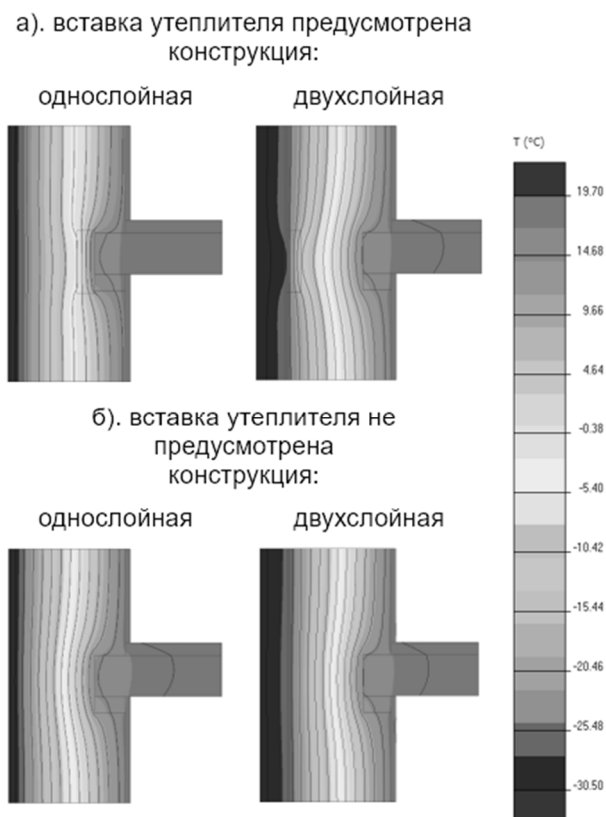 а). вставка утеплителя предусмотрена
конструкция:
однослойная двухслойная
T (°C)
19.70
14.68
9.66
4.64
-0.38
-5.40
-10.42
-15.44
-20.46
-25.48
-30.50
б). вставка утеплителя не
предусмотрена
конструкция:
однослойная двухслойная